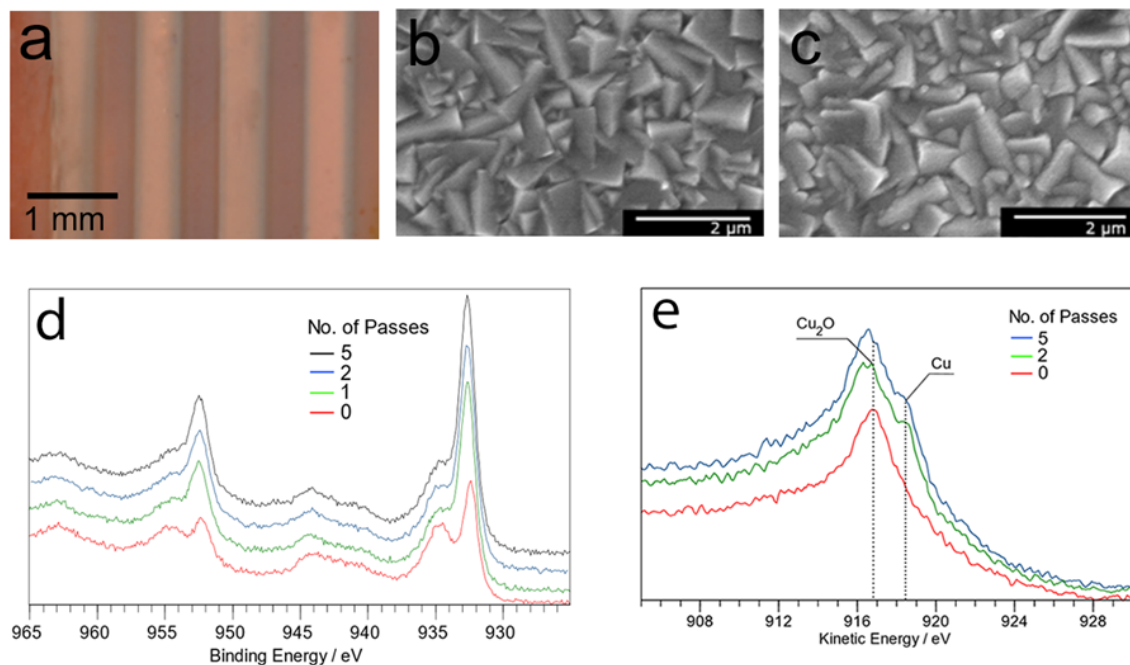 a
1 mm
b
2 µm
c
2 µm
d
No. of Passes
5
2
1
0
965 960 955 950 945 940 935 930
Binding Energy / eV
e
Cu₂O
Cu
No. of Passes
5
2
0
908 912 916 920 924 928
Kinetic Energy / eV